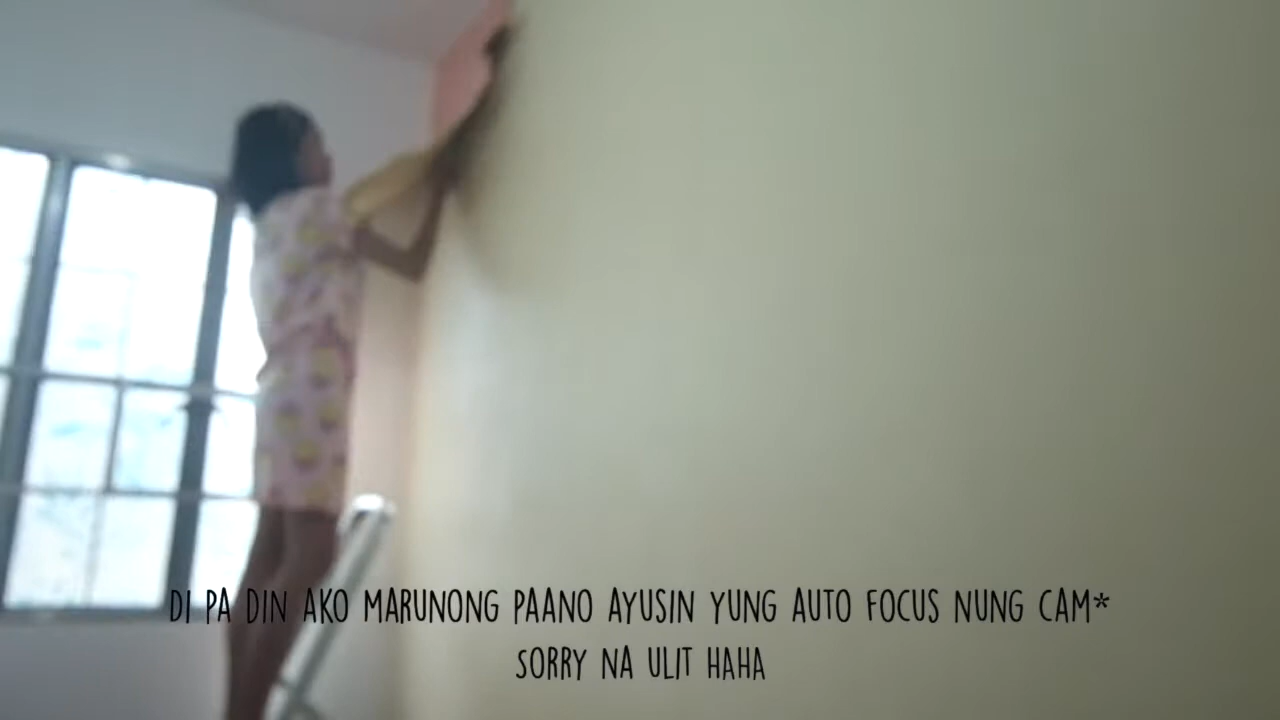 DI PA DIN AKO MARUNONG PAANO AYUSIN YUNG AUTO FOCUS NUNG CAM*
SORRY NA ULIT HAHA